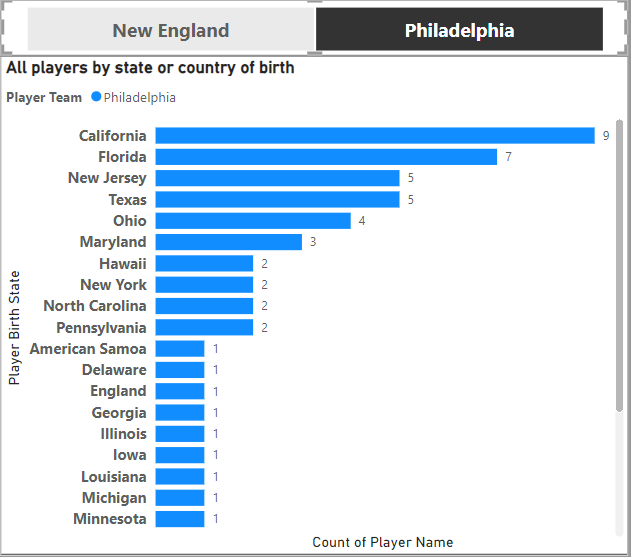 New England Philadelphia
All players by state or country of birth
Player Team Philadelphia
California 9
Florida 7
New Jersey 5
Texas 5
Ohio 4
Maryland 3
Hawaii 2
New York 2
North Carolina 2
Pennsylvania 2
American Samoa 1
Delaware 1
England 1
Georgia 1
Illinois 1
Iowa 1
Louisiana 1
Michigan 1
Minnesota 1
Player Birth State
Count of Player Name